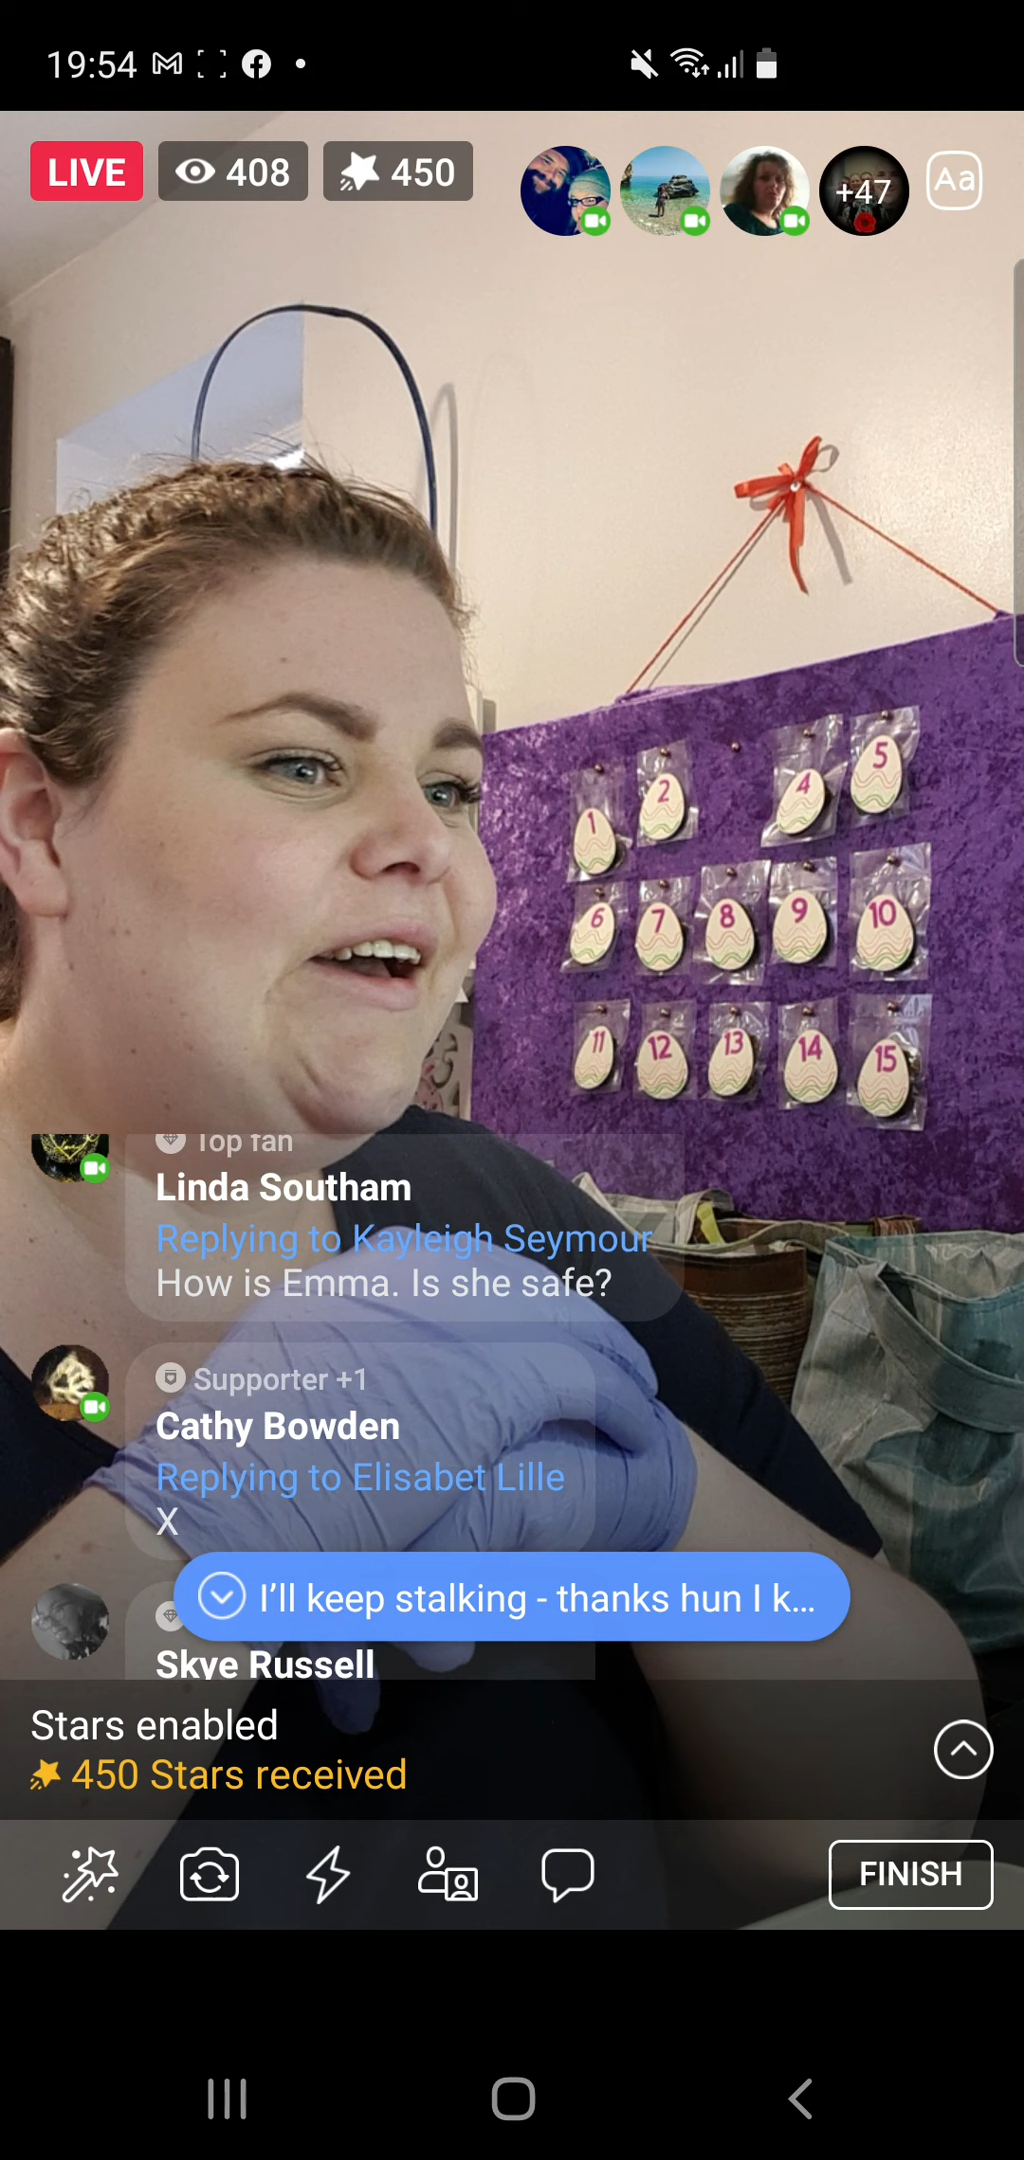 19:54
LIVE
408
450
+47
Aa
1
2
4
5
6
7
8
9
10
11
12
13
14
15
Top fan
Linda Southam
Replying to Kayleigh Seymour
How is Emma. Is she safe?
Supporter +1
Cathy Bowden
Replying to Elisabet Lille
X
I’ll keep stalking - thanks hun I k...
Skye Russell
Stars enabled
450 Stars received
FINISH